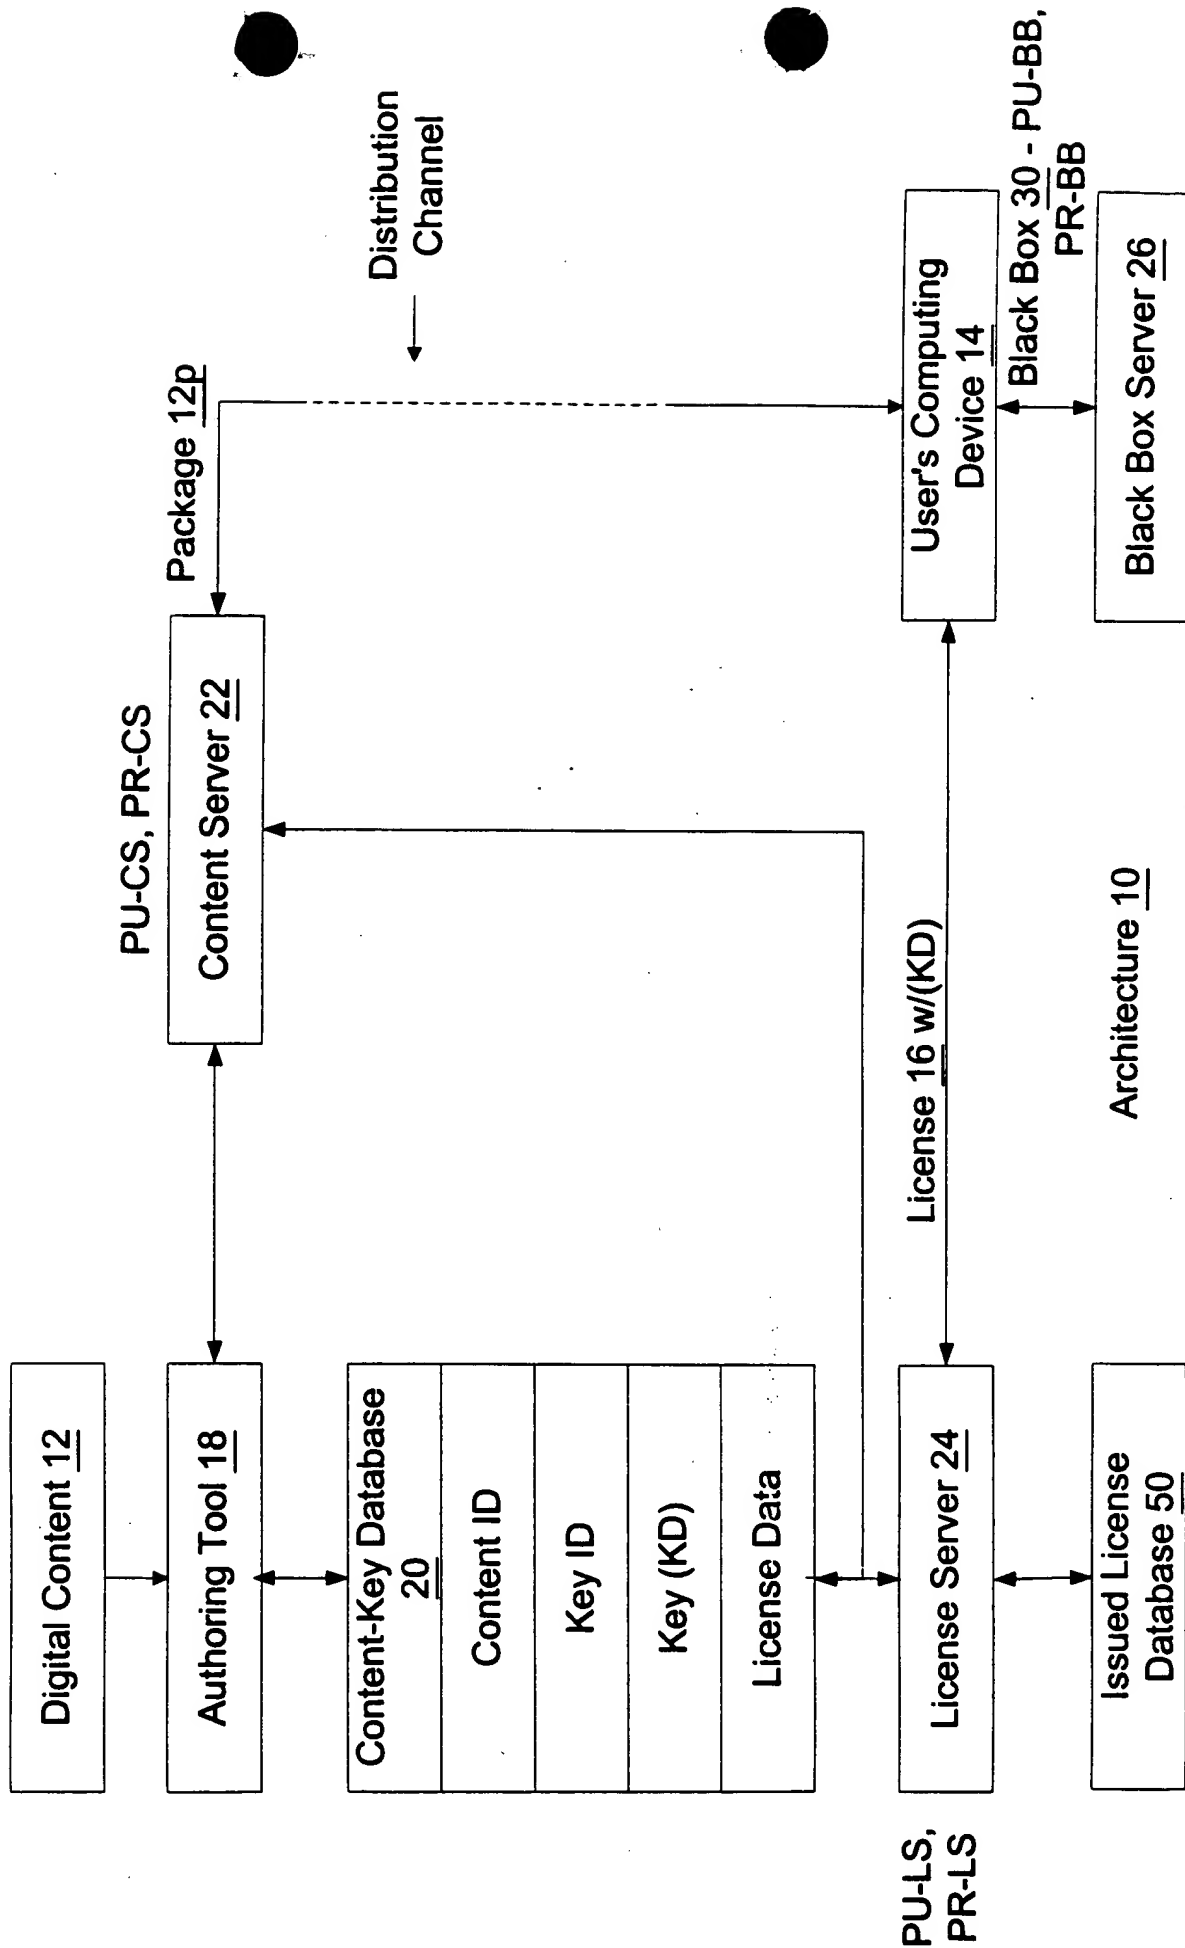 Digital Content 12
Authoring Tool 18
Content-Key Database
20
Content ID
Key ID
Key (KD)
License Data
PU-LS,
PR-LS
License Server 24
Issued License
Database 50
PU-CS, PR-CS
Content Server 22
Package 12p
Distribution
Channel
License 16 w/(KD)
User's Computing
Device 14
Black Box 30 - PU-BB,
PR-BB
Black Box Server 26
Architecture 10